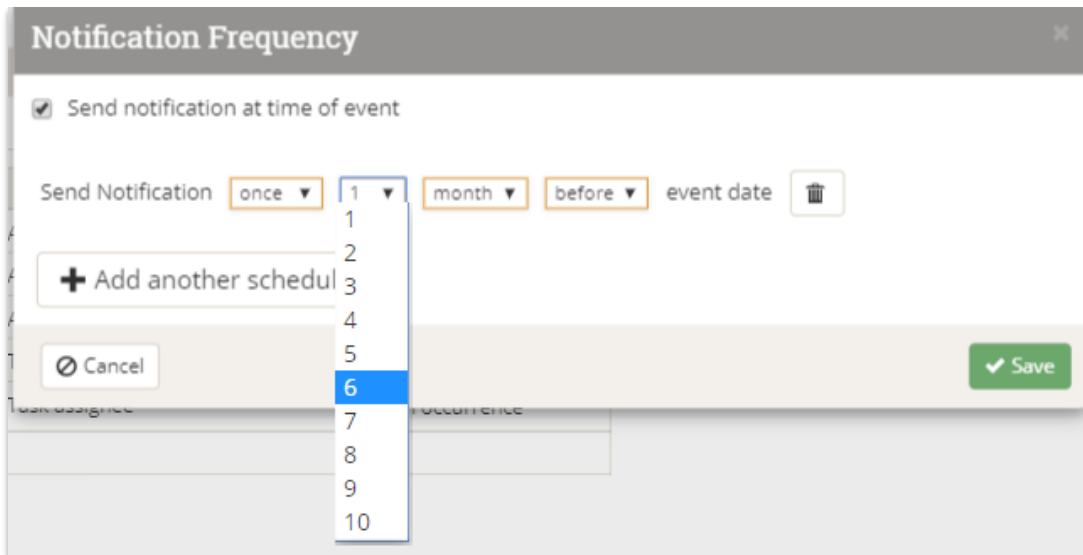 Notification Frequency
Send notification at time of event
Send Notification once 1 month before event date
1
2
3
4
5
6
7
8
9
10
Add another schedul
Cancel
Save
Task assignee
occurrence